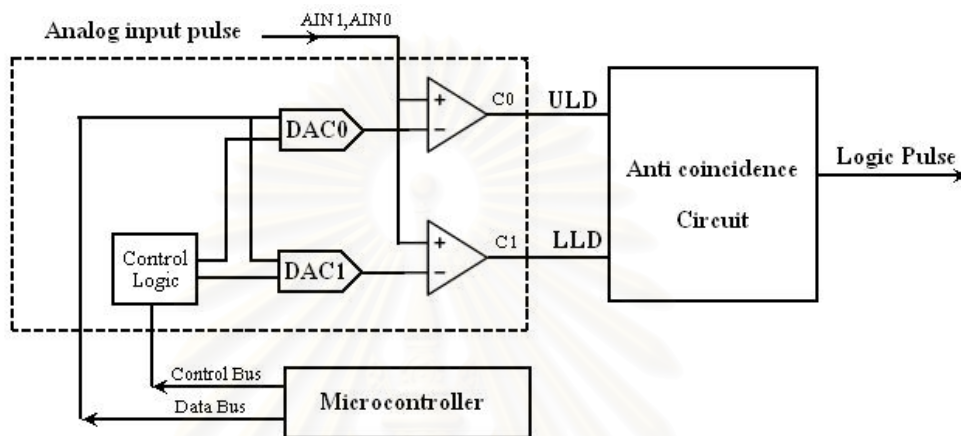 AIN1,AIN0
Analog input pulse
C0
ULD
DAC0
Anti coincidence
Circuit
Logic Pulse
Control
Logic
DAC1
C1
LLD
Control Bus
Data Bus
Microcontroller
+
−
+
−